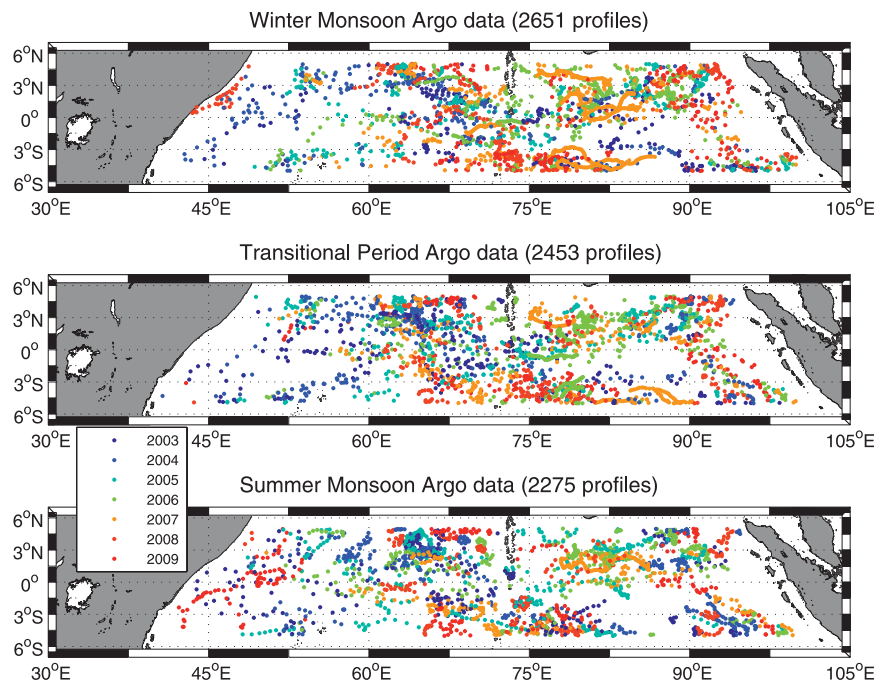 Winter Monsoon Argo data (2651 profiles)
6°N
3°N
0°
3°S
6°S
30°E 45°E 60°E 75°E 90°E 105°E
Transitional Period Argo data (2453 profiles)
6°N
3°N
0°
3°S
6°S
30°E 45°E 60°E 75°E 90°E 105°E
2003
2004
2005
2006
2007
2008
2009
Summer Monsoon Argo data (2275 profiles)
6°N
3°N
0°
3°S
6°S
30°E 45°E 60°E 75°E 90°E 105°E